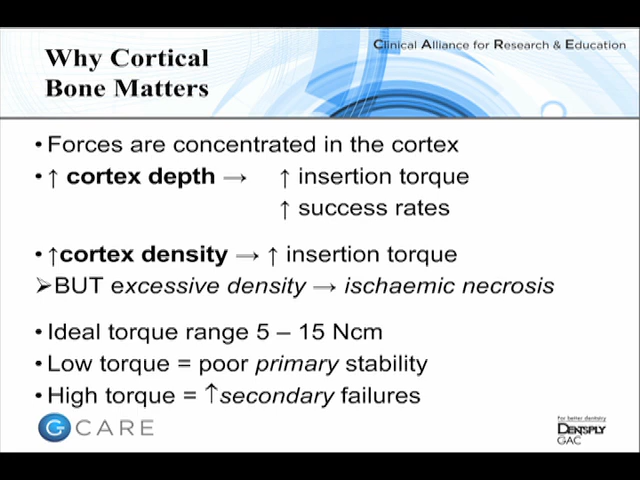 Clinical Alliance for Research & Education
Why Cortical
Bone Matters
• Forces are concentrated in the cortex
• ↑ cortex depth → ↑ insertion torque
↑ success rates
• ↑cortex density → ↑ insertion torque
➢BUT excessive density → ischaemic necrosis
• Ideal torque range 5 – 15 Ncm
• Low torque = poor primary stability
• High torque = ↑secondary failures
G CARE
For better dentistry
DENTSPLY
GAC